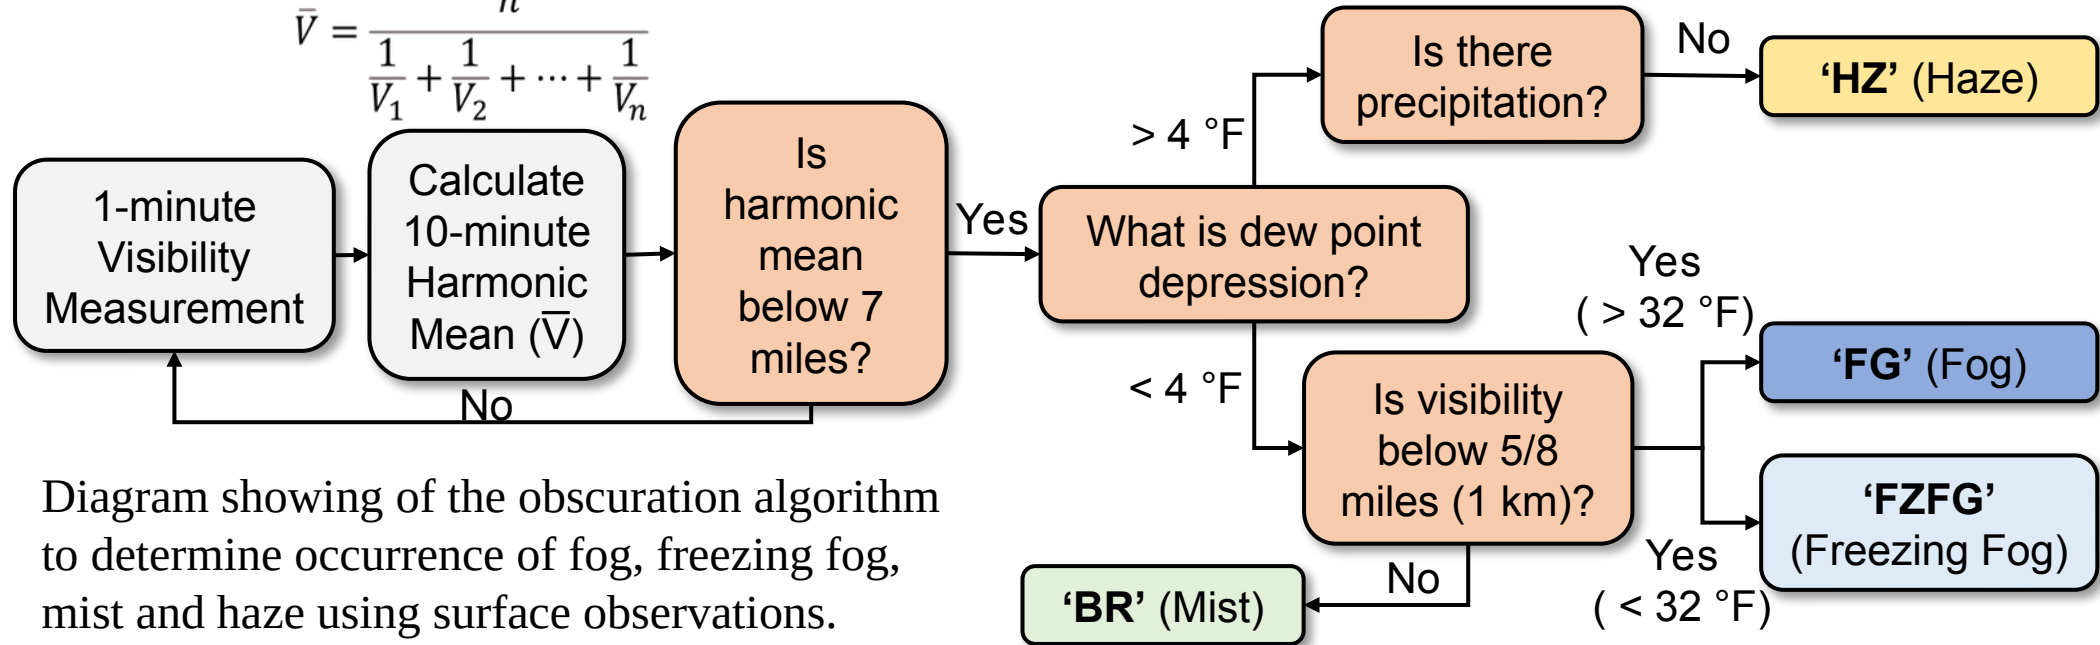 V̄ = n / (1/V₁ + 1/V₂ + ⋯ + 1/Vₙ)
1-minute
Visibility
Measurement
Calculate
10-minute
Harmonic
Mean (V̅)
Is
harmonic
mean
below 7
miles?
No
Yes
What is dew point
depression?
> 4 °F
Is there
precipitation?
No
‘HZ’ (Haze)
< 4 °F
Is visibility
below 5/8
miles (1 km)?
Yes
( > 32 °F)
‘FG’ (Fog)
Yes
( < 32 °F)
‘FZFG’
(Freezing Fog)
No
‘BR’ (Mist)
Diagram showing of the obscuration algorithm
to determine occurrence of fog, freezing fog,
mist and haze using surface observations.